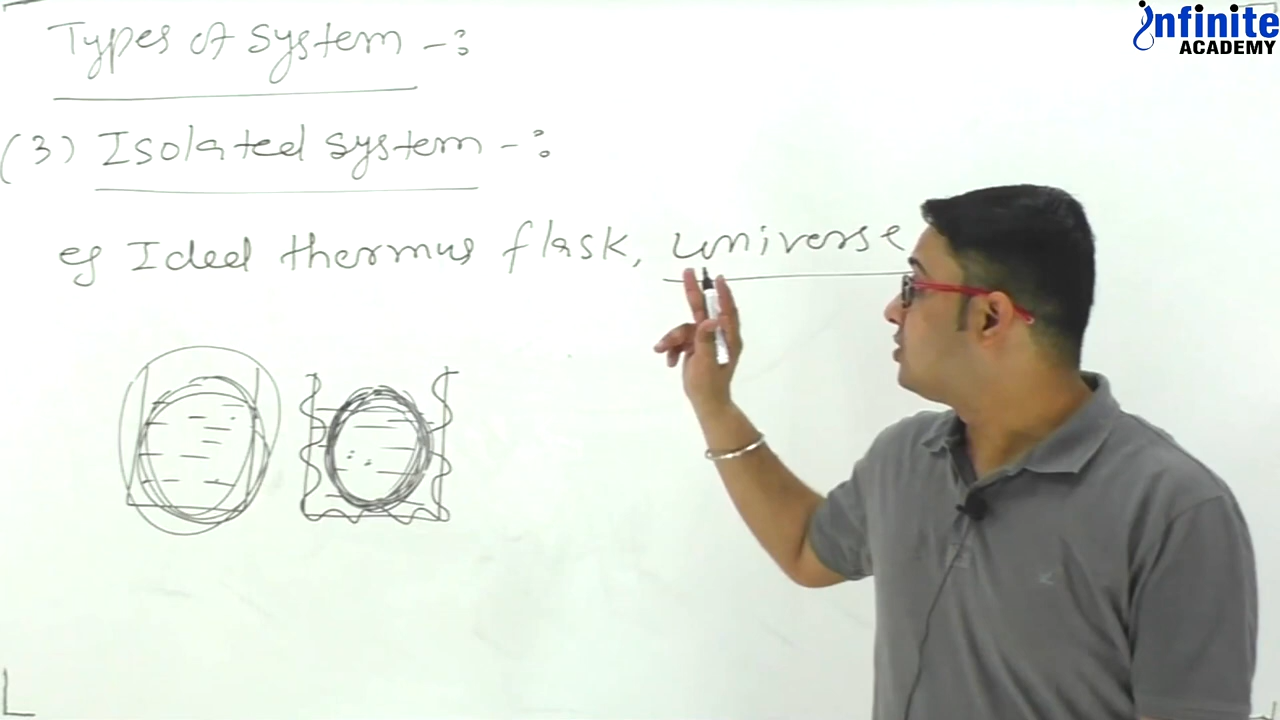 Types of system -:
(3) Isolated system -:
eg Ideal thermus flask, universe
infinite
ACADEMY